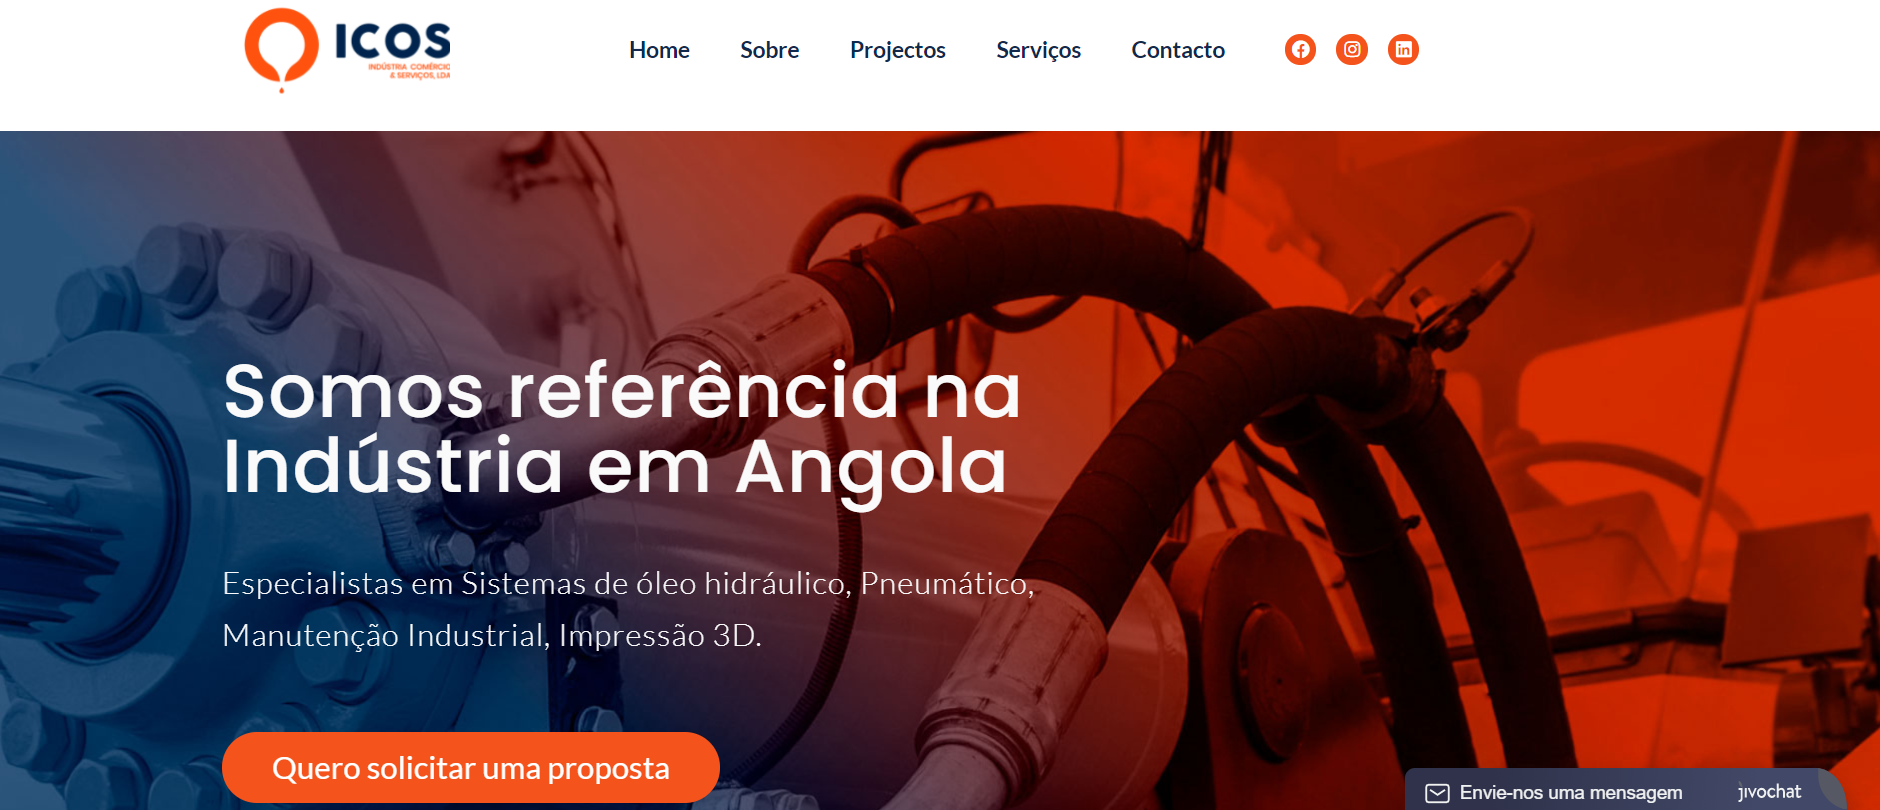 ICOS
INDÚSTRIA COMÉRCIO
& SERVIÇOS, LDA
Home
Sobre
Projectos
Serviços
Contacto
Somos referência na
Indústria em Angola
Especialistas em Sistemas de óleo hidráulico, Pneumático,
Manutenção Industrial, Impressão 3D.
Quero solicitar uma proposta
Envie-nos uma mensagem
jivochat